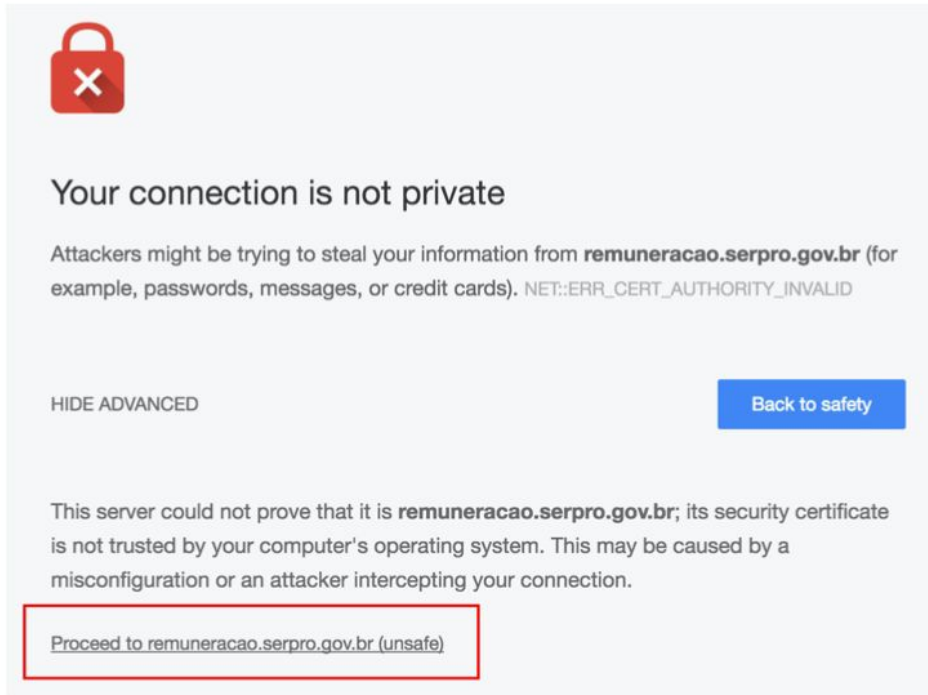 Your connection is not private
Attackers might be trying to steal your information from remuneracao.serpro.gov.br (for
example, passwords, messages, or credit cards). NET::ERR_CERT_AUTHORITY_INVALID
HIDE ADVANCED
Back to safety
This server could not prove that it is remuneracao.serpro.gov.br; its security certificate
is not trusted by your computer's operating system. This may be caused by a
misconfiguration or an attacker intercepting your connection.
Proceed to remuneracao.serpro.gov.br (unsafe)